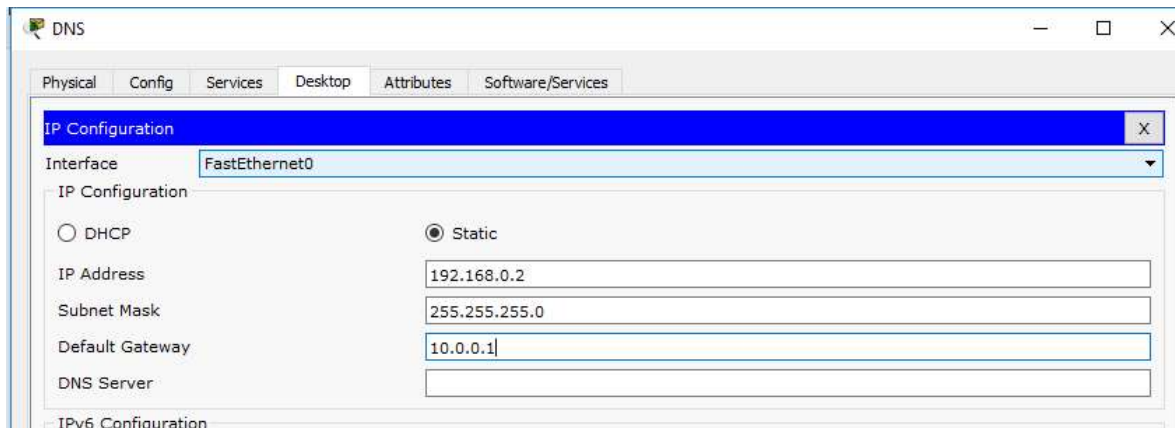 DNS
Physical Config Services Desktop Attributes Software/Services
IP Configuration X
Interface FastEthernet0
IP Configuration
DHCP Static
IP Address 192.168.0.2
Subnet Mask 255.255.255.0
Default Gateway 10.0.0.1
DNS Server
IPv6 Configuration